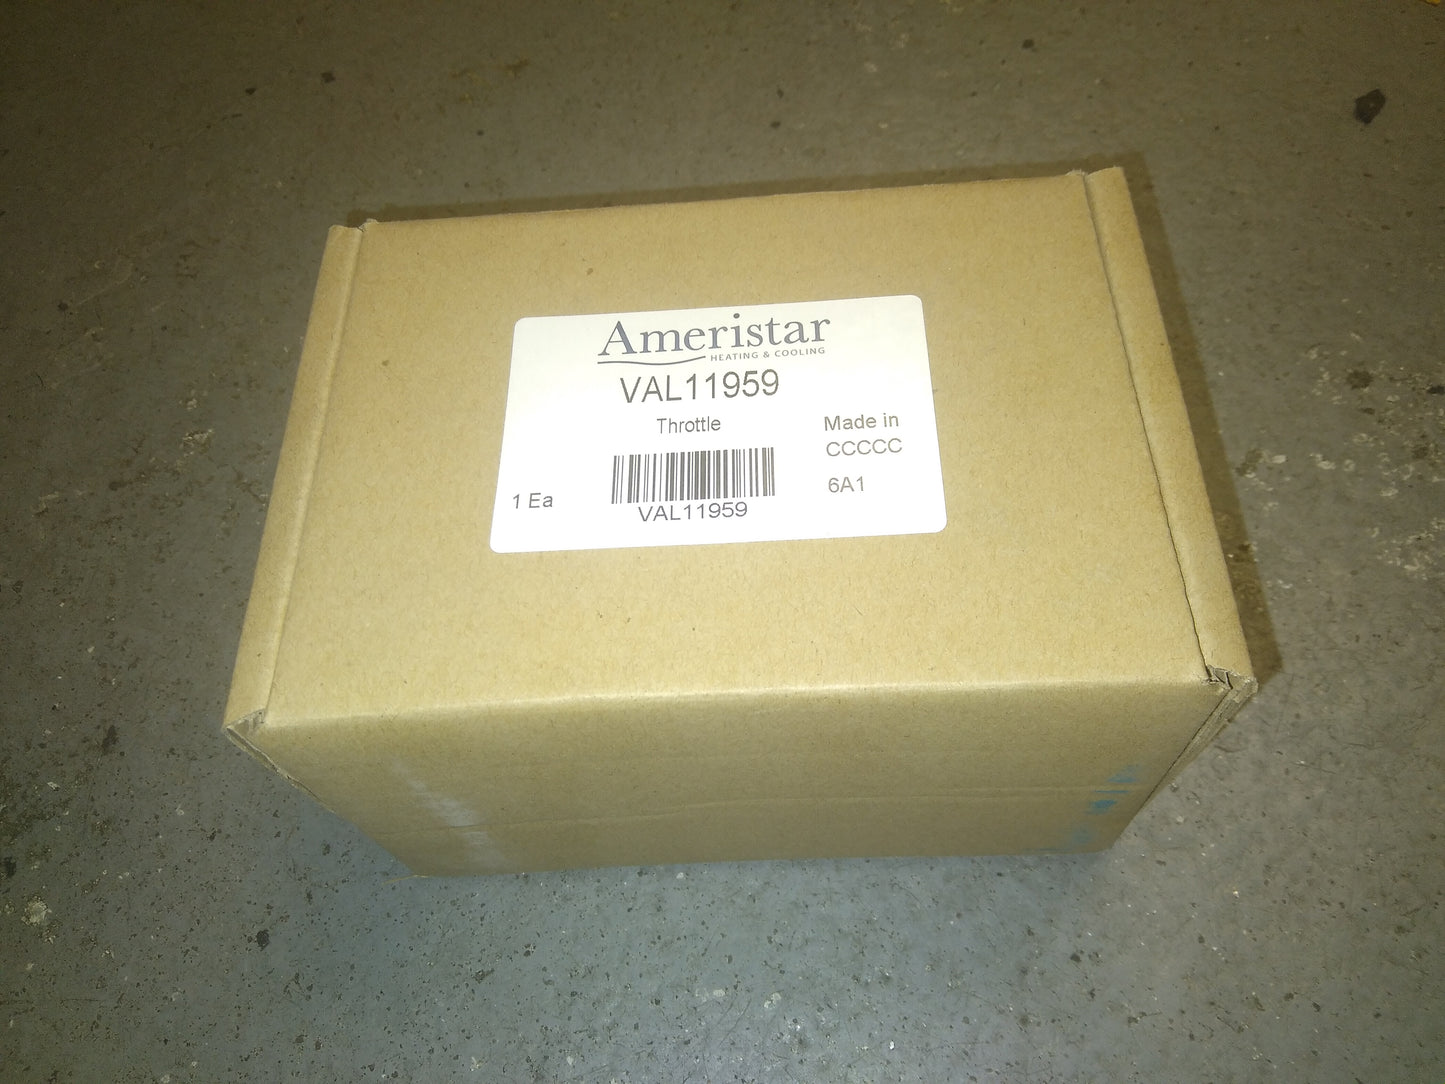 Ameristar
HEATING & COOLING
VAL11959
Throttle
Made in
CCCCC
1 Ea
6A1
VAL11959